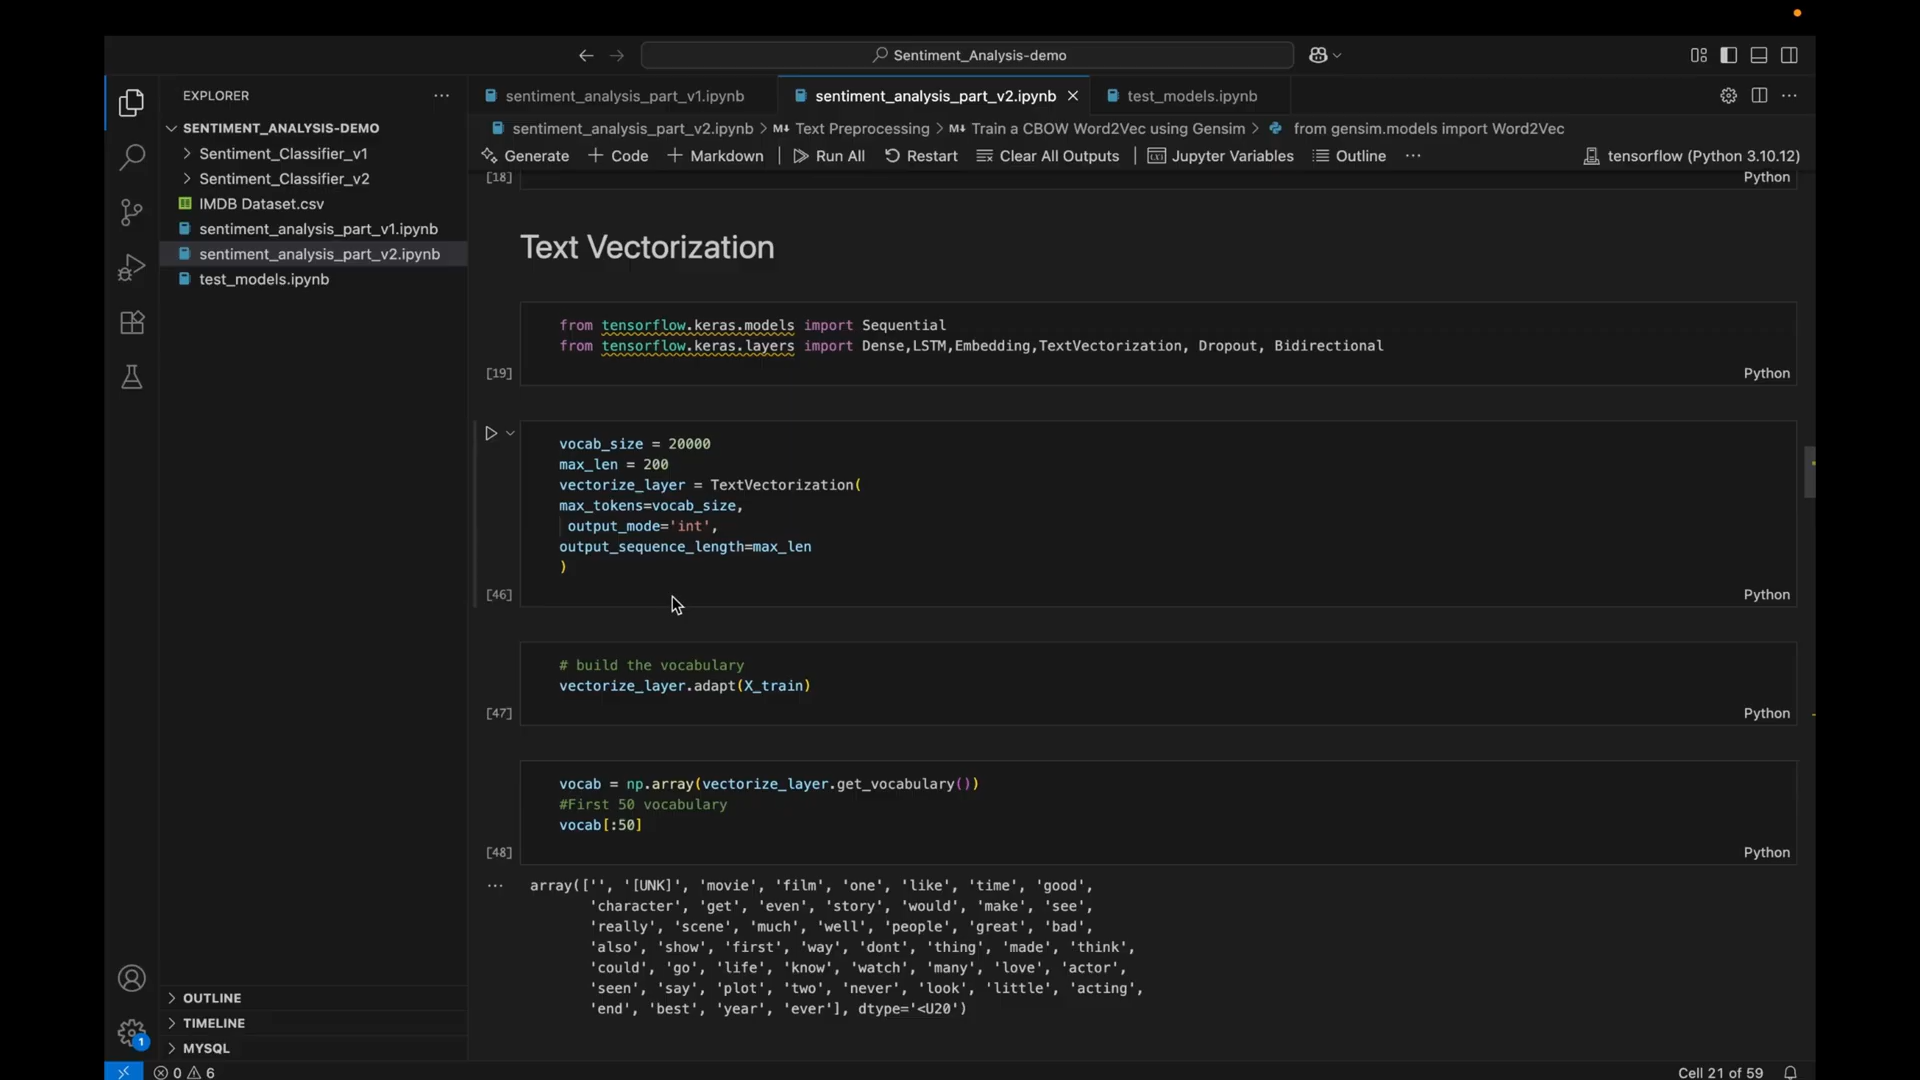 Sentiment_Analysis-demo
EXPLORER
SENTIMENT_ANALYSIS-DEMO
Sentiment_Classifier_v1
Sentiment_Classifier_v2
IMDB Dataset.csv
sentiment_analysis_part_v1.ipynb
sentiment_analysis_part_v2.ipynb
test_models.ipynb
OUTLINE
TIMELINE
MYSQL
1
0 6
sentiment_analysis_part_v1.ipynb sentiment_analysis_part_v2.ipynb test_models.ipynb
sentiment_analysis_part_v2.ipynb > M↓ Text Preprocessing > M↓ Train a CBOW Word2Vec using Gensim > from gensim.models import Word2Vec
Generate + Code + Markdown Run All Restart Clear All Outputs Jupyter Variables Outline ··· tensorflow (Python 3.10.12)
[18] Python
Text Vectorization
from tensorflow.keras.models import Sequential
from tensorflow.keras.layers import Dense,LSTM,Embedding,TextVectorization, Dropout, Bidirectional
[19] Python
vocab_size = 20000
max_len = 200
vectorize_layer = TextVectorization(
max_tokens=vocab_size,
output_mode='int',
output_sequence_length=max_len
)
[46] Python
# build the vocabulary
vectorize_layer.adapt(X_train)
[47] Python
vocab = np.array(vectorize_layer.get_vocabulary())
#First 50 vocabulary
vocab[:50]
[48] Python
··· array(['', '[UNK]', 'movie', 'film', 'one', 'like', 'time', 'good',
'character', 'get', 'even', 'story', 'would', 'make', 'see',
'really', 'scene', 'much', 'well', 'people', 'great', 'bad',
'also', 'show', 'first', 'way', 'dont', 'thing', 'made', 'think',
'could', 'go', 'life', 'know', 'watch', 'many', 'love', 'actor',
'seen', 'say', 'plot', 'two', 'never', 'look', 'little', 'acting',
'end', 'best', 'year', 'ever'], dtype='<U20')
Cell 21 of 59